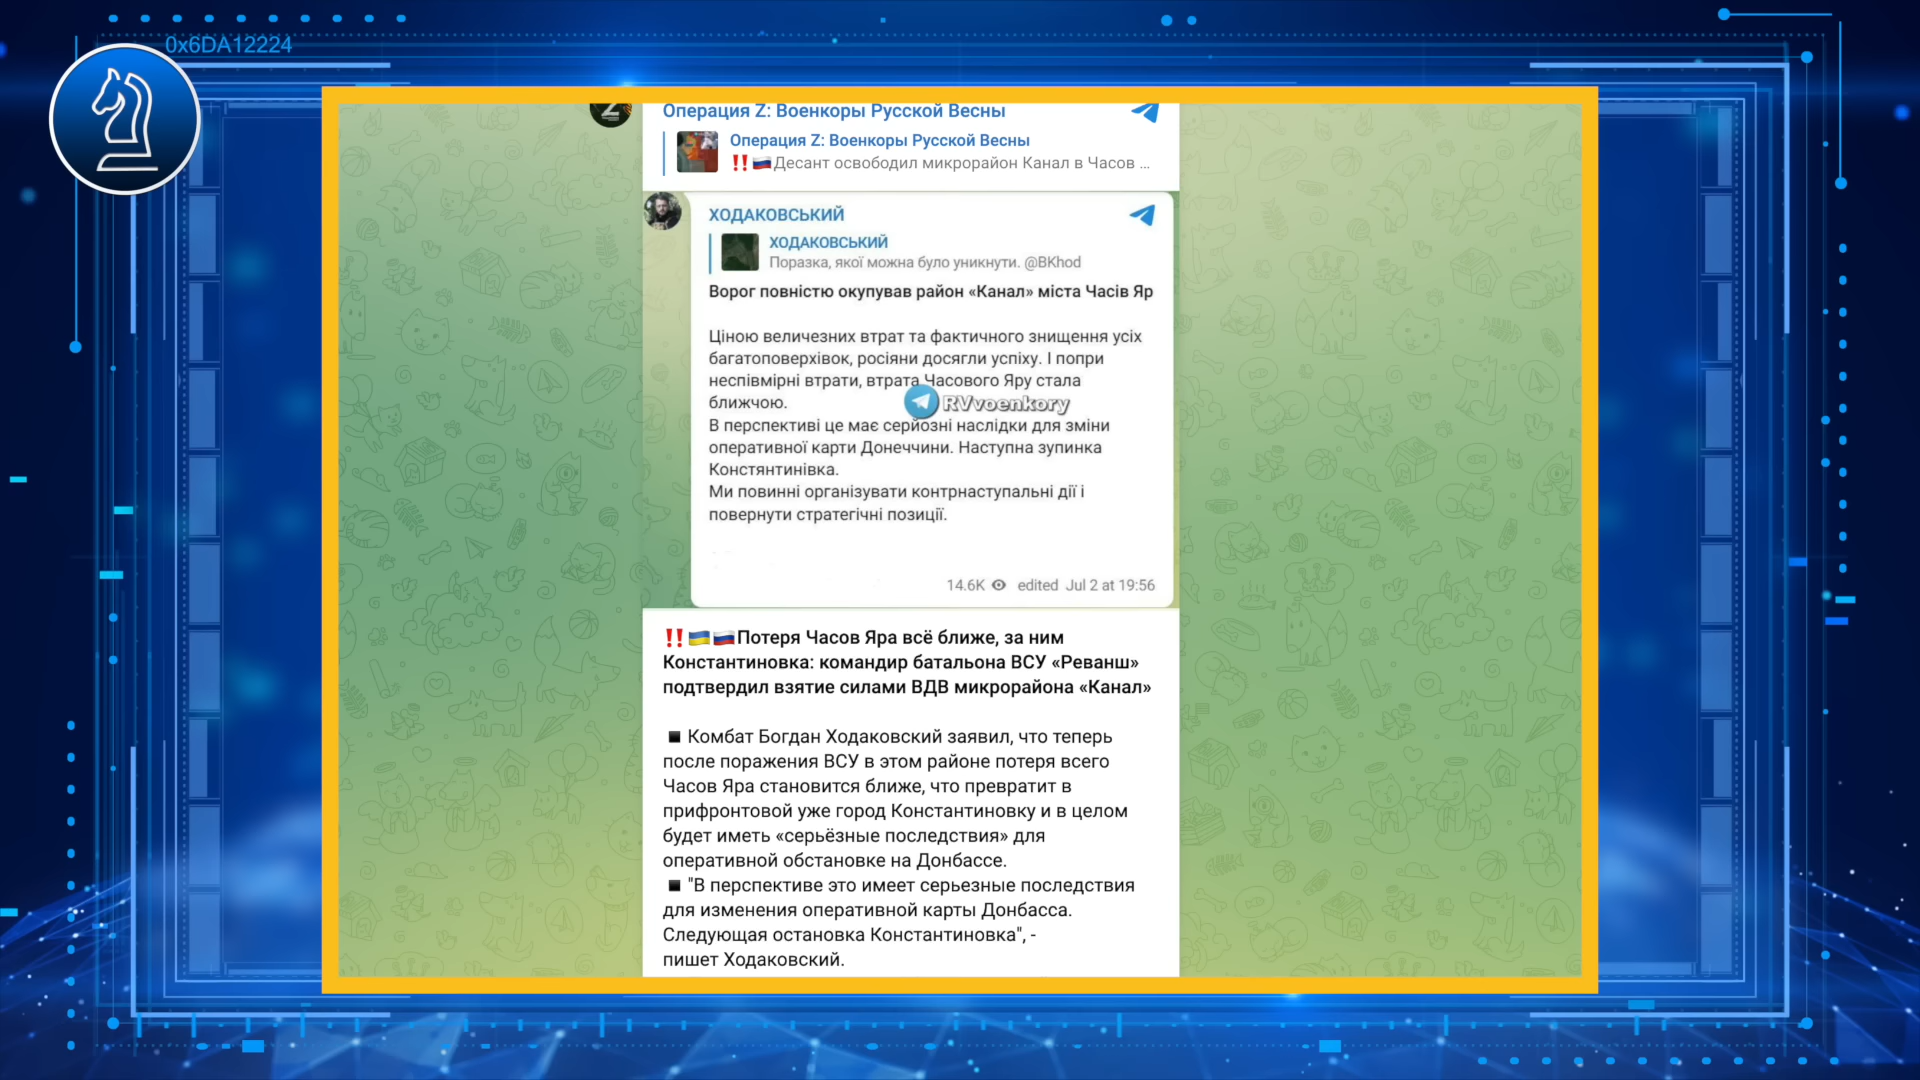 0x6DA12224
Операция Z: Военкоры Русской Весны
Операция Z: Военкоры Русской Весны
‼️🇷🇺Десант освободил микрорайон Канал в Часов ...
ХОДАКОВСЬКИЙ
ХОДАКОВСЬКИЙ
Поразка, якої можна було уникнути. @BKhod
Ворог повністю окупував район «Канал» міста Часів Яр
Ціною величезних втрат та фактичного знищення усіх
багатоповерхівок, росіяни досягли успіху. І попри
неспівмірні втрати, втрата Часового Яру стала
ближчою.
RVvoenkory
В перспективі це має серйозні наслідки для зміни
оперативної карти Донеччини. Наступна зупинка
Констянтинівка.
Ми повинні організувати контрнаступальні дії і
повернути стратегічні позиції.
14.6K edited Jul 2 at 19:56
‼️🇺🇦🇷🇺Потеря Часов Яра всё ближе, за ним
Константиновка: командир батальона ВСУ «Реванш»
подтвердил взятие силами ВДВ микрорайона «Канал»
▪️ Комбат Богдан Ходаковский заявил, что теперь
после поражения ВСУ в этом районе потеря всего
Часов Яра становится ближе, что превратит в
прифронтовой уже город Константиновку и в целом
будет иметь «серьёзные последствия» для
оперативной обстановке на Донбассе.
▪️ "В перспективе это имеет серьезные последствия
для изменения оперативной карты Донбасса.
Следующая остановка Константиновка", -
пишет Ходаковский.